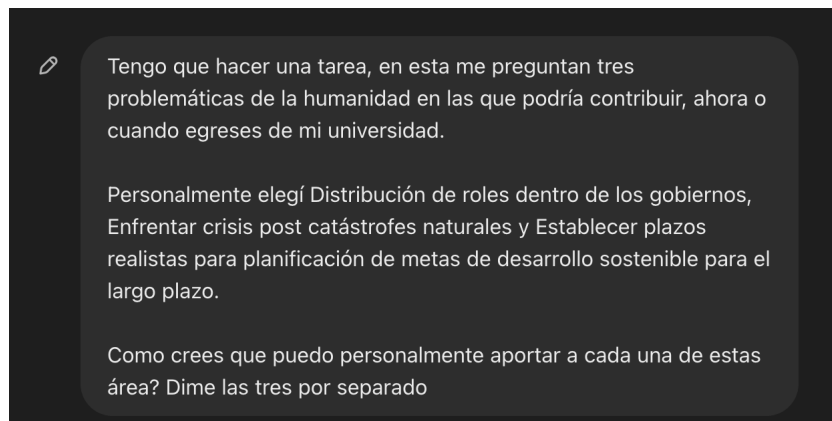 Tengo que hacer una tarea, en esta me preguntan tres
problemáticas de la humanidad en las que podría contribuir, ahora o
cuando egreses de mi universidad.
Personalmente elegí Distribución de roles dentro de los gobiernos,
Enfrentar crisis post catástrofes naturales y Establecer plazos
realistas para planificación de metas de desarrollo sostenible para el
largo plazo.
Como crees que puedo personalmente aportar a cada una de estas
área? Dime las tres por separado